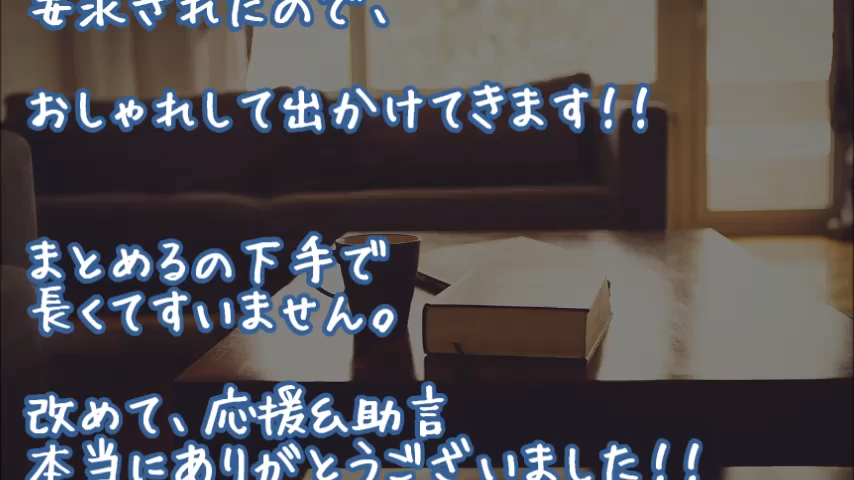 要求されたので、
おしゃれして出かけてきます！！
まとめるの下手で
長くてすいません。
改めて、応援&助言
本当にありがとうございました！！